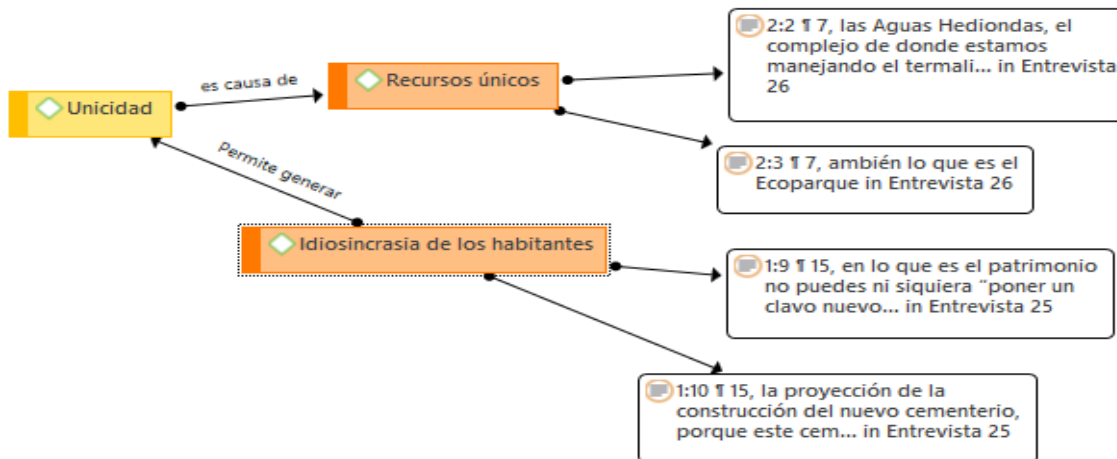 2:2 ¶ 7, las Aguas Hediondas, el
complejo de donde estamos
manejando el termali... in Entrevista
26
es causa de
Recursos únicos
Unicidad
2:3 ¶ 7, ambién lo que es el
Ecoparque in Entrevista 26
Permite generar
Idiosincrasia de los habitantes
1:9 ¶ 15, en lo que es el patrimonio
no puedes ni siquiera "poner un
clavo nuevo... in Entrevista 25
1:10 ¶ 15, la proyección de la
construcción del nuevo cementerio,
porque este cem... in Entrevista 25